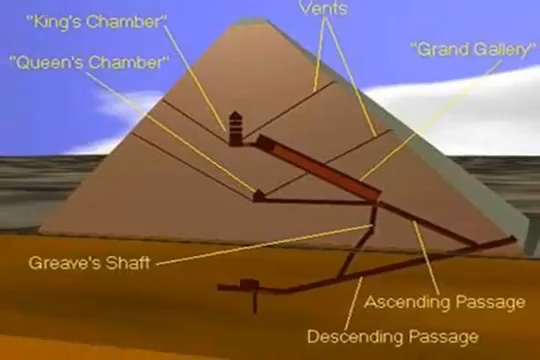 "King's Chamber"
Vents
"Grand Gallery"
"Queen's Chamber"
Greave's Shaft
Ascending Passage
Descending Passage